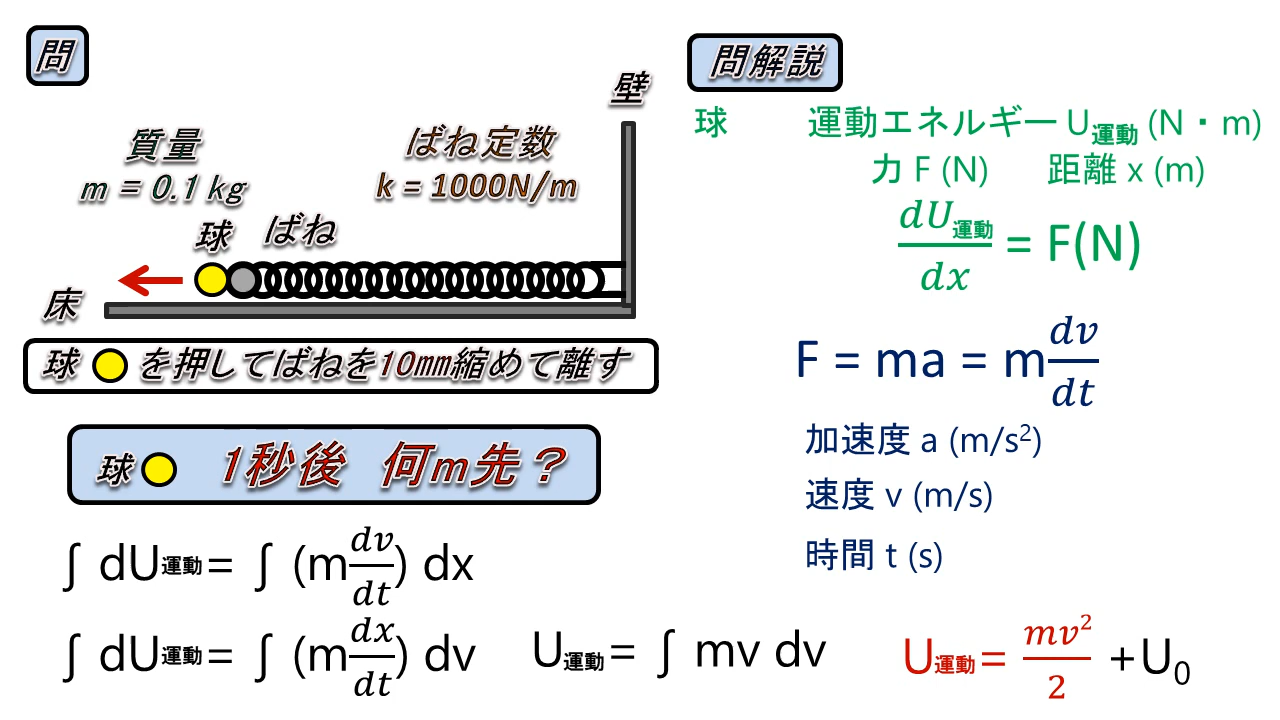 問
壁
質量
m = 0.1 kg
ばね定数
k = 1000N/m
球
ばね
床
球 を押してばねを10㎜縮めて離す
球 1秒後 何m先？
∫ dU運動= ∫ (m dv/dt) dx
∫ dU運動= ∫ (m dx/dt) dv
U運動= ∫ mv dv
問解説
球 運動エネルギー U運動 (N・m)
力 F (N) 距離 x (m)
dU運動/dx = F(N)
F = ma = m dv/dt
加速度 a (m/s²)
速度 v (m/s)
時間 t (s)
U運動= mv²/2 +U₀